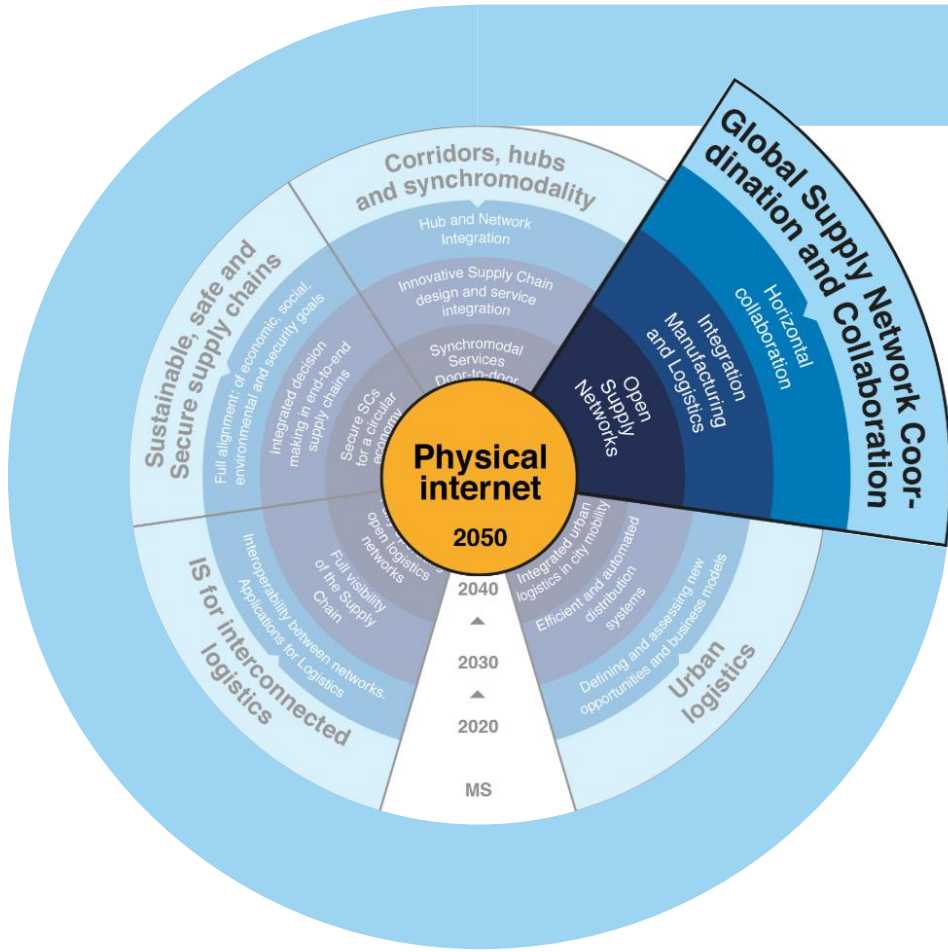 Global Supply Network Coor-
dination and Collaboration
Horizontal
collaboration
Integration
Manufacturing
and Logistics
Open
Supply
Networks
Corridors, hubs
and synchromodality
Hub and Network
Integration
Innovative Supply Chain
design and service
integration
Synchromodal
Services
Door-to-door
Sustainable, safe and
Secure supply chains
Full alignment: of economic, social,
environmental and security goals
Integrated decision
making in end-to-end
supply chains
Secure SCs
for a circular
economy
Physical
internet
2050
IS for interconnected
logistics
Interoperability between networks.
Applications for Logistics
Full visibility
of the Supply
Chain
open logistics
networks
Integrated urban
logistics in city mobility
Efficient and automated
distribution
systems
Defining and assessing new
opportunities and business models
Urban
logistics
2040
2030
2020
MS